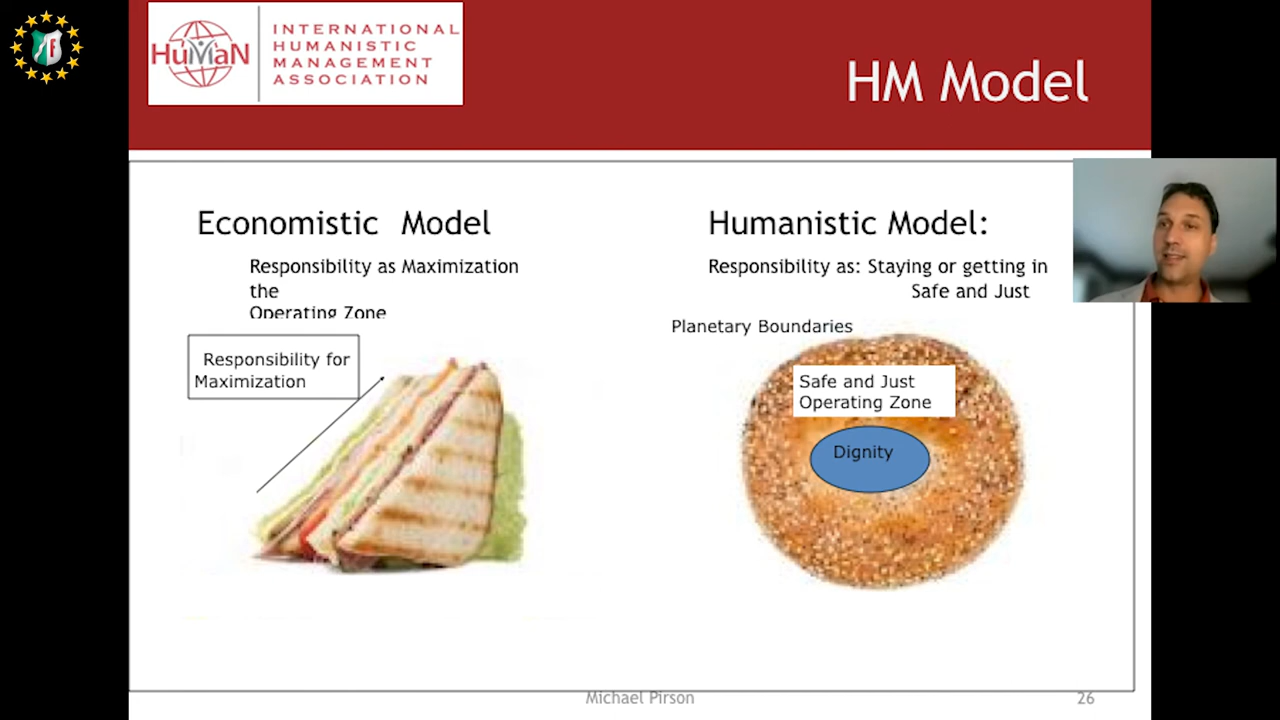 HUMAN
INTERNATIONAL
HUMANISTIC
MANAGEMENT
ASSOCIATION
HM Model
Economistic Model
Responsibility as Maximization
the
Operating Zone
Responsibility for
Maximization
Humanistic Model:
Responsibility as: Staying or getting in
Safe and Just
Planetary Boundaries
Safe and Just
Operating Zone
Dignity
Michael Pirson
26